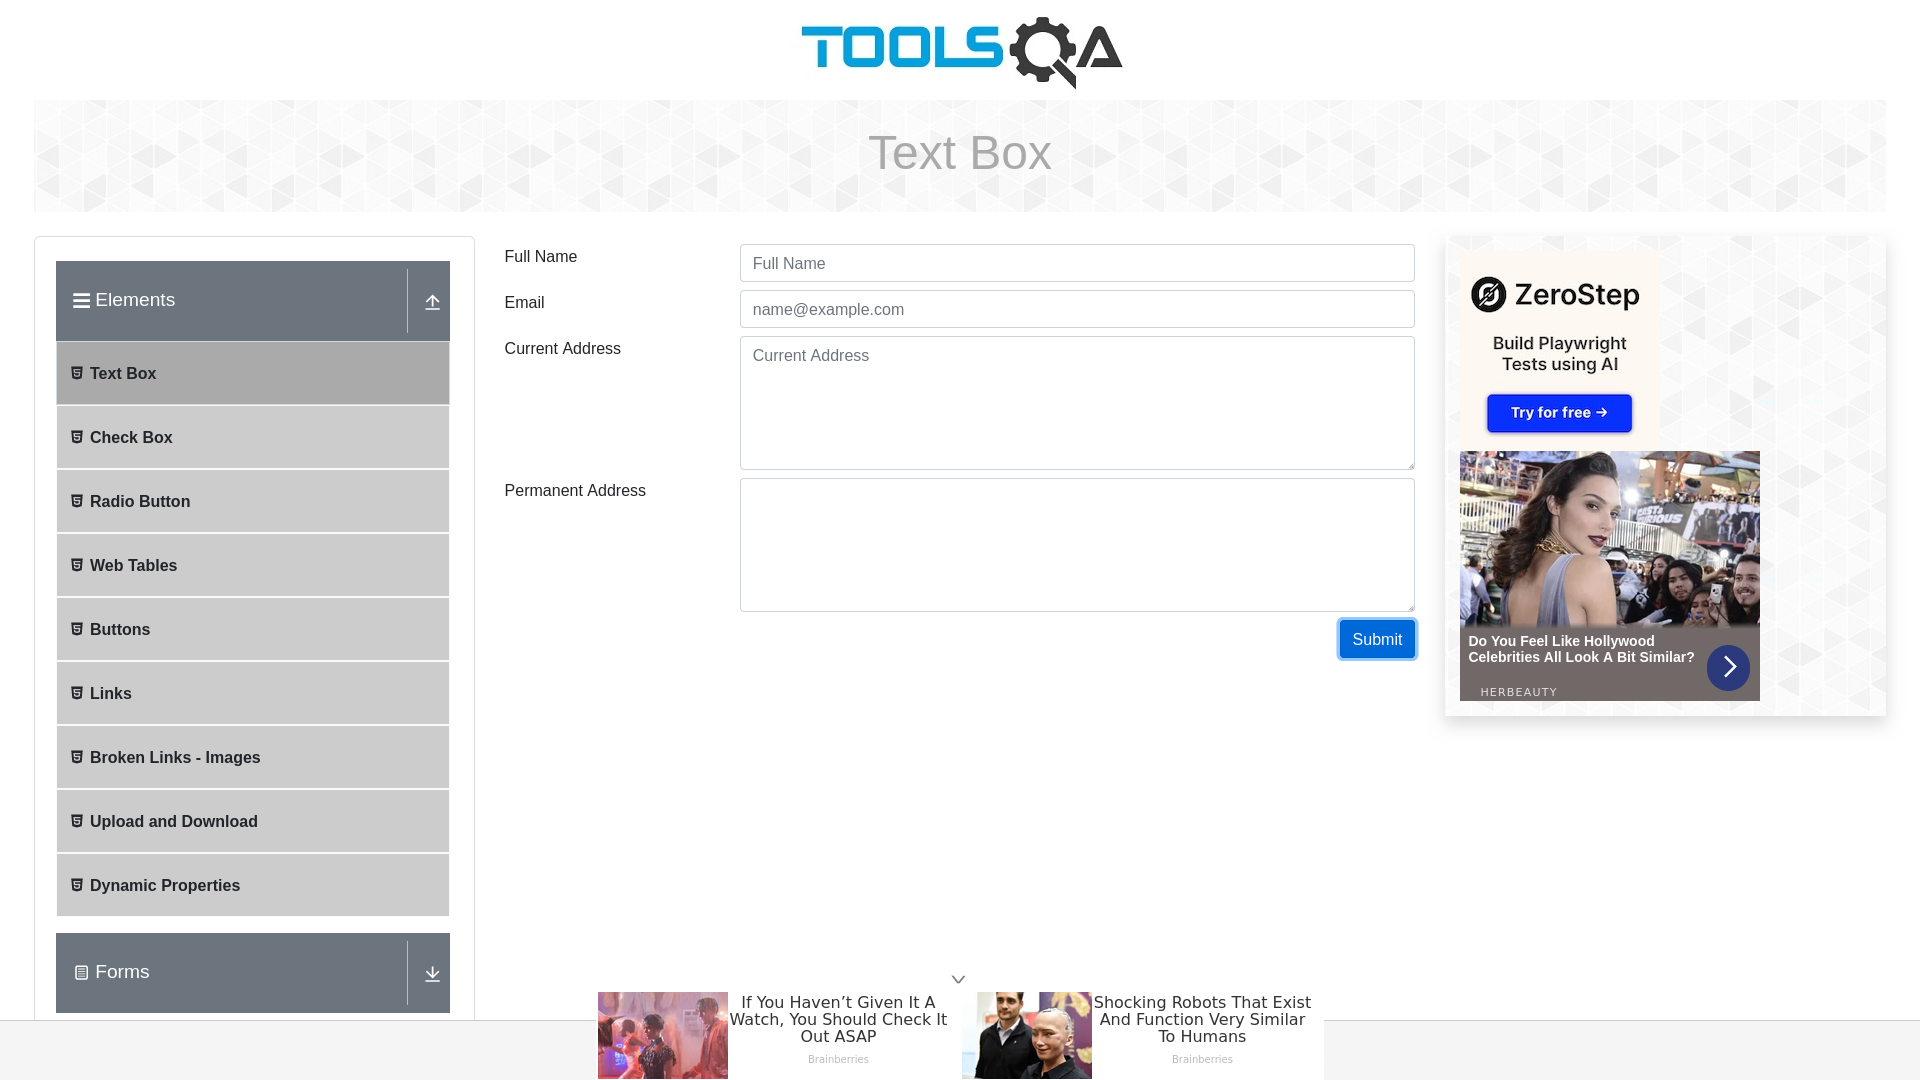 TOOLSQA
Text Box
Elements
Text Box
Check Box
Radio Button
Web Tables
Buttons
Links
Broken Links - Images
Upload and Download
Dynamic Properties
Forms
Full Name
Full Name
Email
name@example.com
Current Address
Current Address
Permanent Address
Submit
ZeroStep
Build Playwright
Tests using AI
Try for free →
FURIOUS
Do You Feel Like Hollywood
Celebrities All Look A Bit Similar?
HERBEAUTY
If You Haven’t Given It A
Watch, You Should Check It
Out ASAP
Brainberries
Shocking Robots That Exist
And Function Very Similar
To Humans
Brainberries